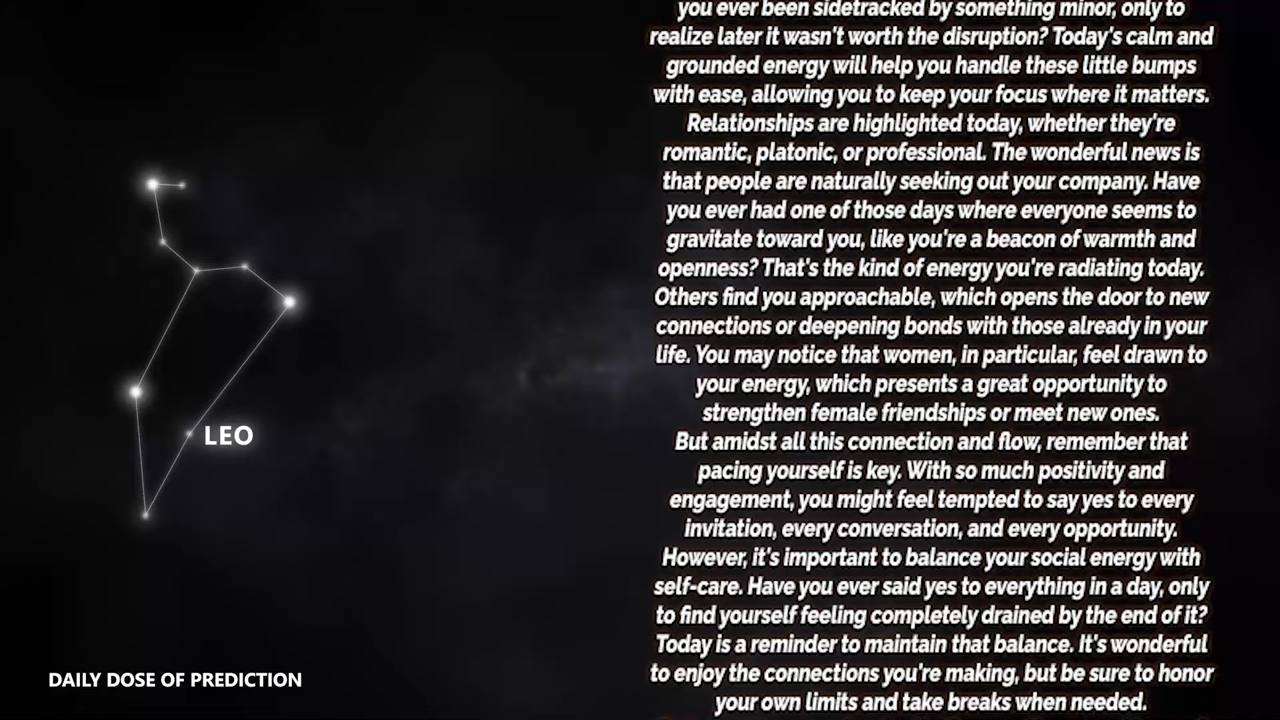 you ever been sidetracked by something minor, only to
realize later it wasn't worth the disruption? Today's calm and
grounded energy will help you handle these little bumps
with ease, allowing you to keep your focus where it matters.
Relationships are highlighted today, whether they're
romantic, platonic, or professional. The wonderful news is
that people are naturally seeking out your company. Have
you ever had one of those days where everyone seems to
gravitate toward you, like you're a beacon of warmth and
openness? That's the kind of energy you're radiating today.
Others find you approachable, which opens the door to new
connections or deepening bonds with those already in your
life. You may notice that women, in particular, feel drawn to
your energy, which presents a great opportunity to
strengthen female friendships or meet new ones.
But amidst all this connection and flow, remember that
pacing yourself is key. With so much positivity and
engagement, you might feel tempted to say yes to every
invitation, every conversation, and every opportunity.
However, it's important to balance your social energy with
self-care. Have you ever said yes to everything in a day, only
to find yourself feeling completely drained by the end of it?
Today is a reminder to maintain that balance. It's wonderful
to enjoy the connections you're making, but be sure to honor
your own limits and take breaks when needed.
LEO
DAILY DOSE OF PREDICTION